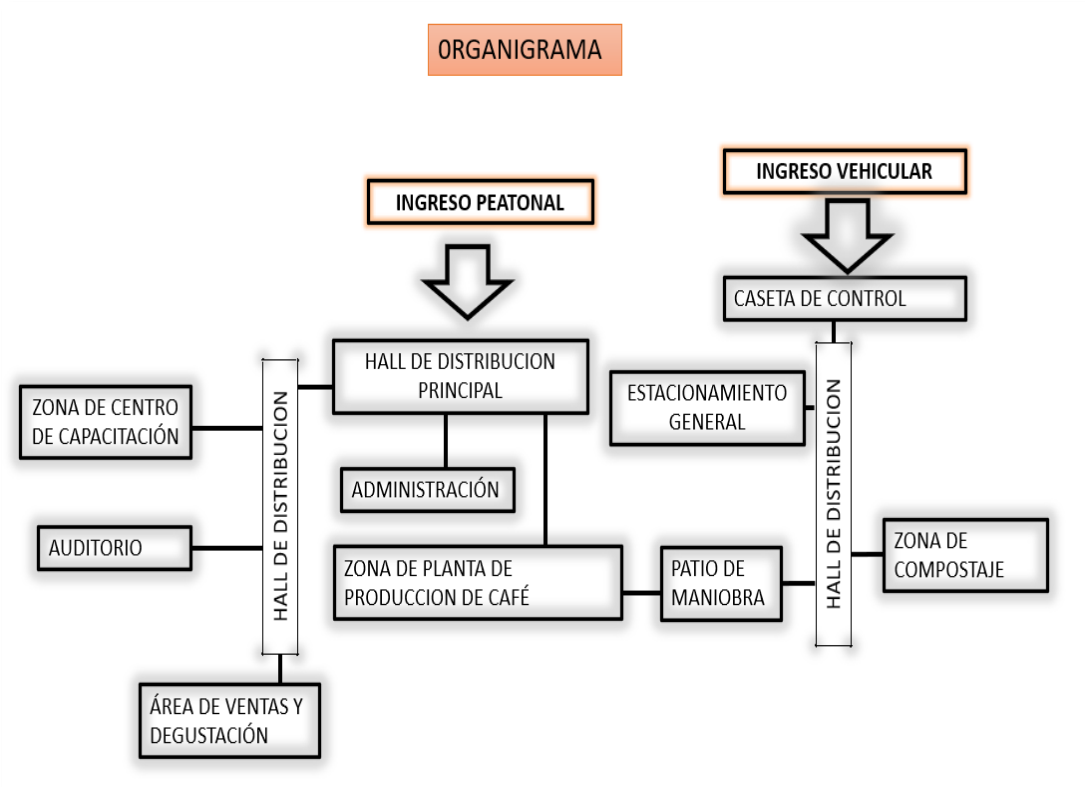 0RGANIGRAMA
INGRESO VEHICULAR
INGRESO PEATONAL
CASETA DE CONTROL
HALL DE DISTRIBUCION
PRINCIPAL
ZONA DE CENTRO
DE CAPACITACIÓN
HALL DE DISTRIBUCION
ESTACIONAMIENTO
GENERAL
HALL DE DISTRIBUCION
ADMINISTRACIÓN
AUDITORIO
ZONA DE PLANTA DE
PRODUCCION DE CAFÉ
PATIO DE
MANIOBRA
ZONA DE
COMPOSTAJE
ÁREA DE VENTAS Y
DEGUSTACIÓN